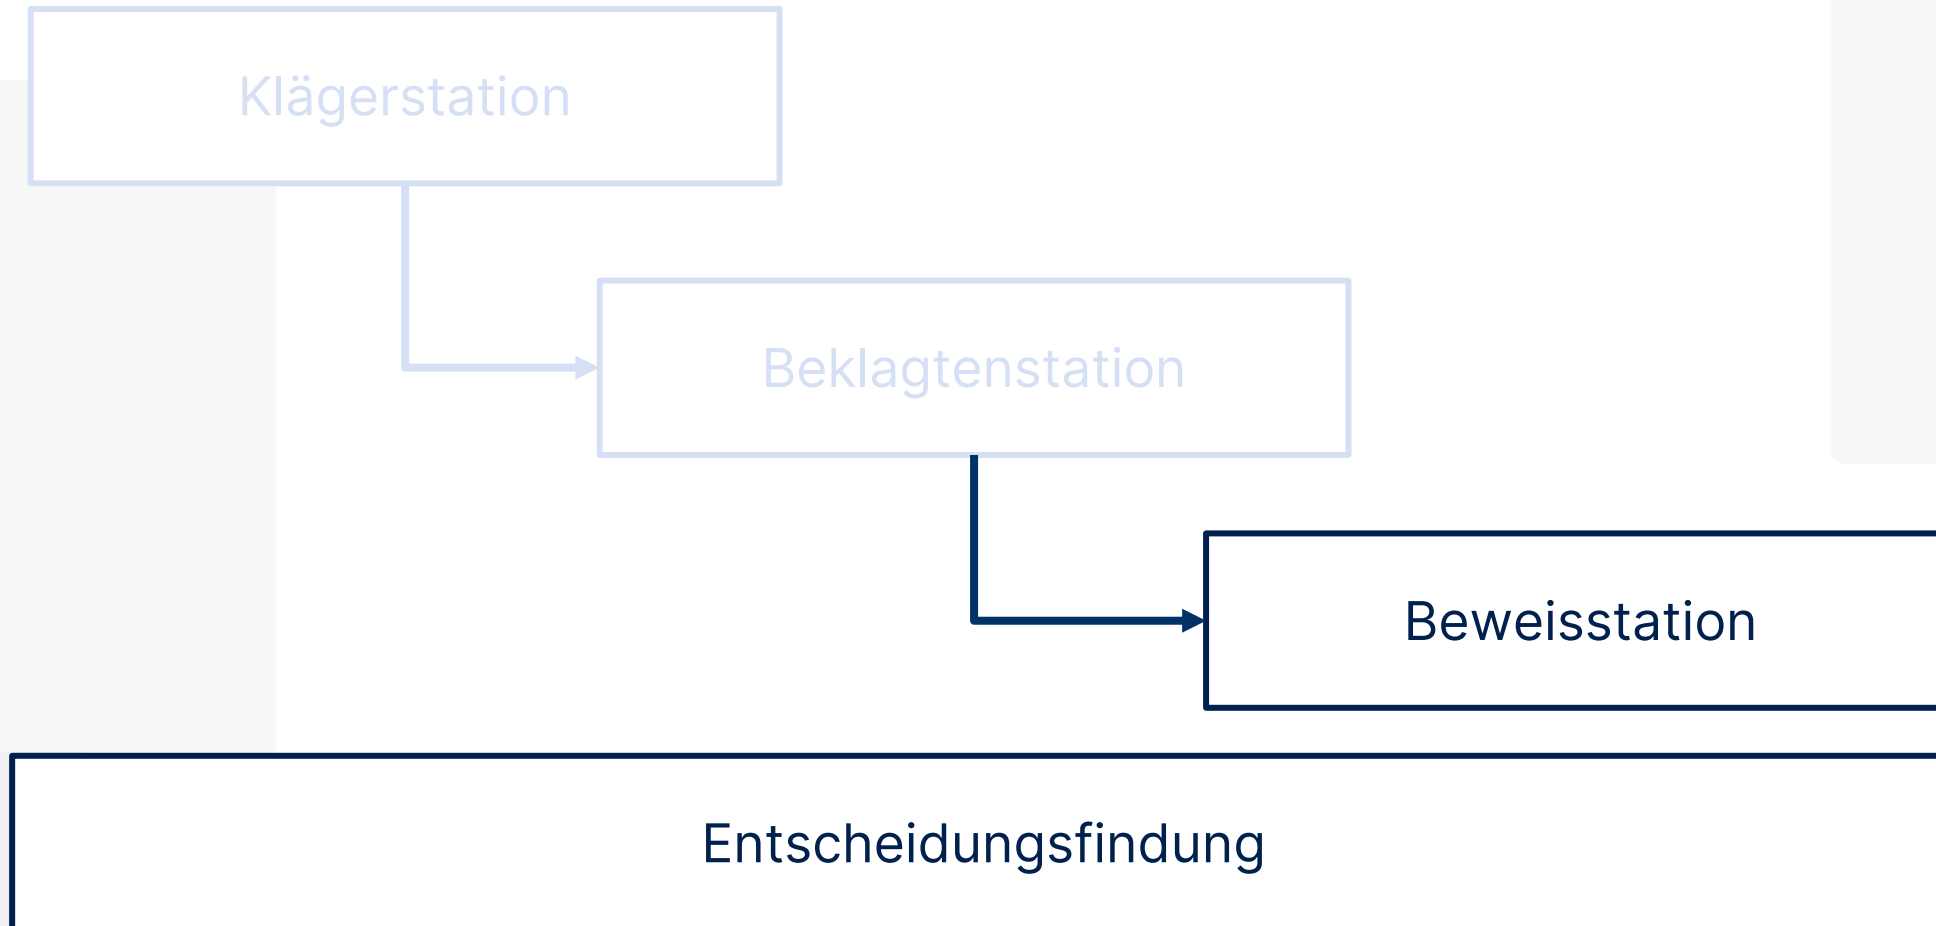 Klägerstation
Beklagtenstation
Beweisstation
Entscheidungsfindung